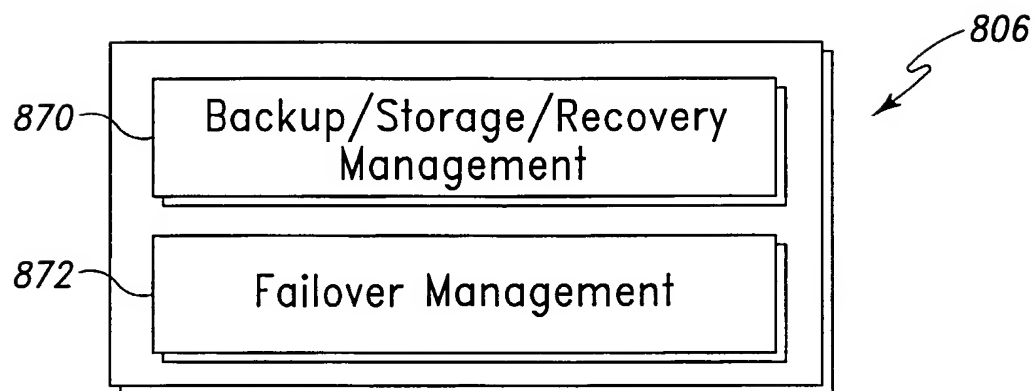 806
870
Backup/Storage/Recovery
Management
872
Failover Management